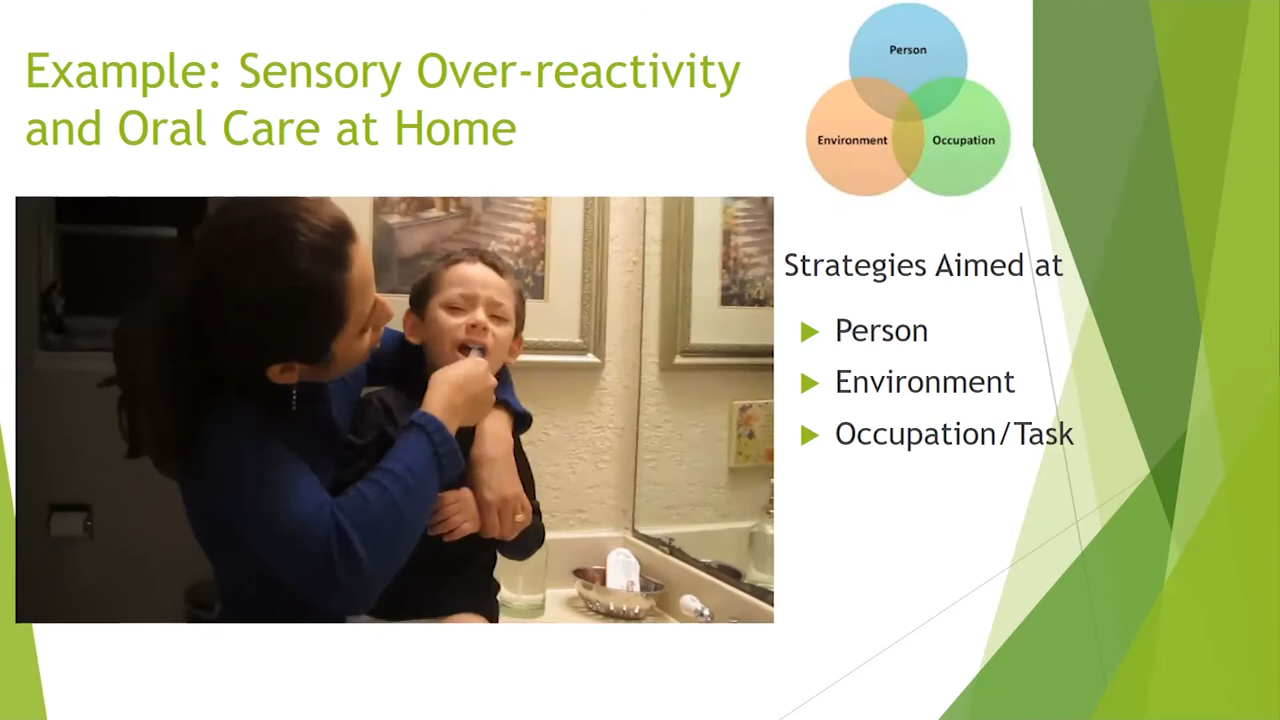 Example: Sensory Over-reactivity
and Oral Care at Home
Person
Environment
Occupation
Strategies Aimed at
Person
Environment
Occupation/Task